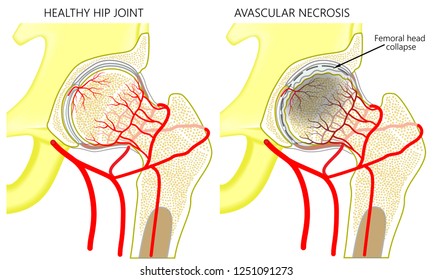 HEALTHY HIP JOINT
AVASCULAR NECROSIS
Femoral head
collapse
shutterstock.com · 1251091273